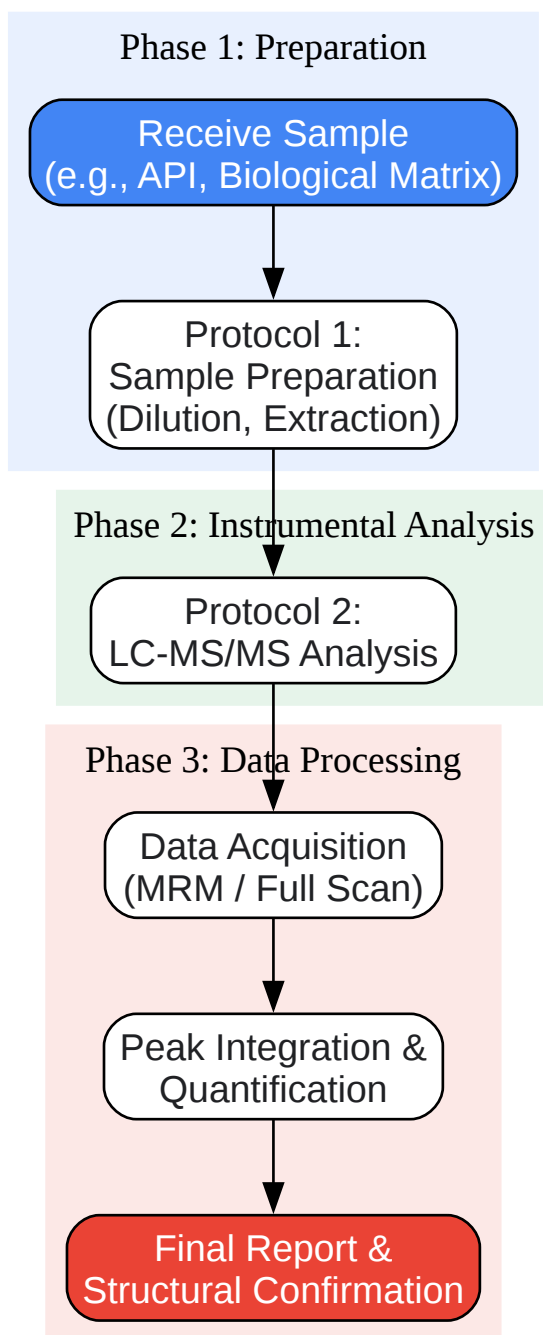 Phase 1: Preparation
Receive Sample
(e.g., API, Biological Matrix)
Protocol 1:
Sample Preparation
(Dilution, Extraction)
Phase 2: Instrumental Analysis
Protocol 2:
LC-MS/MS Analysis
Phase 3: Data Processing
Data Acquisition
(MRM / Full Scan)
Peak Integration &
Quantification
Final Report &
Structural Confirmation